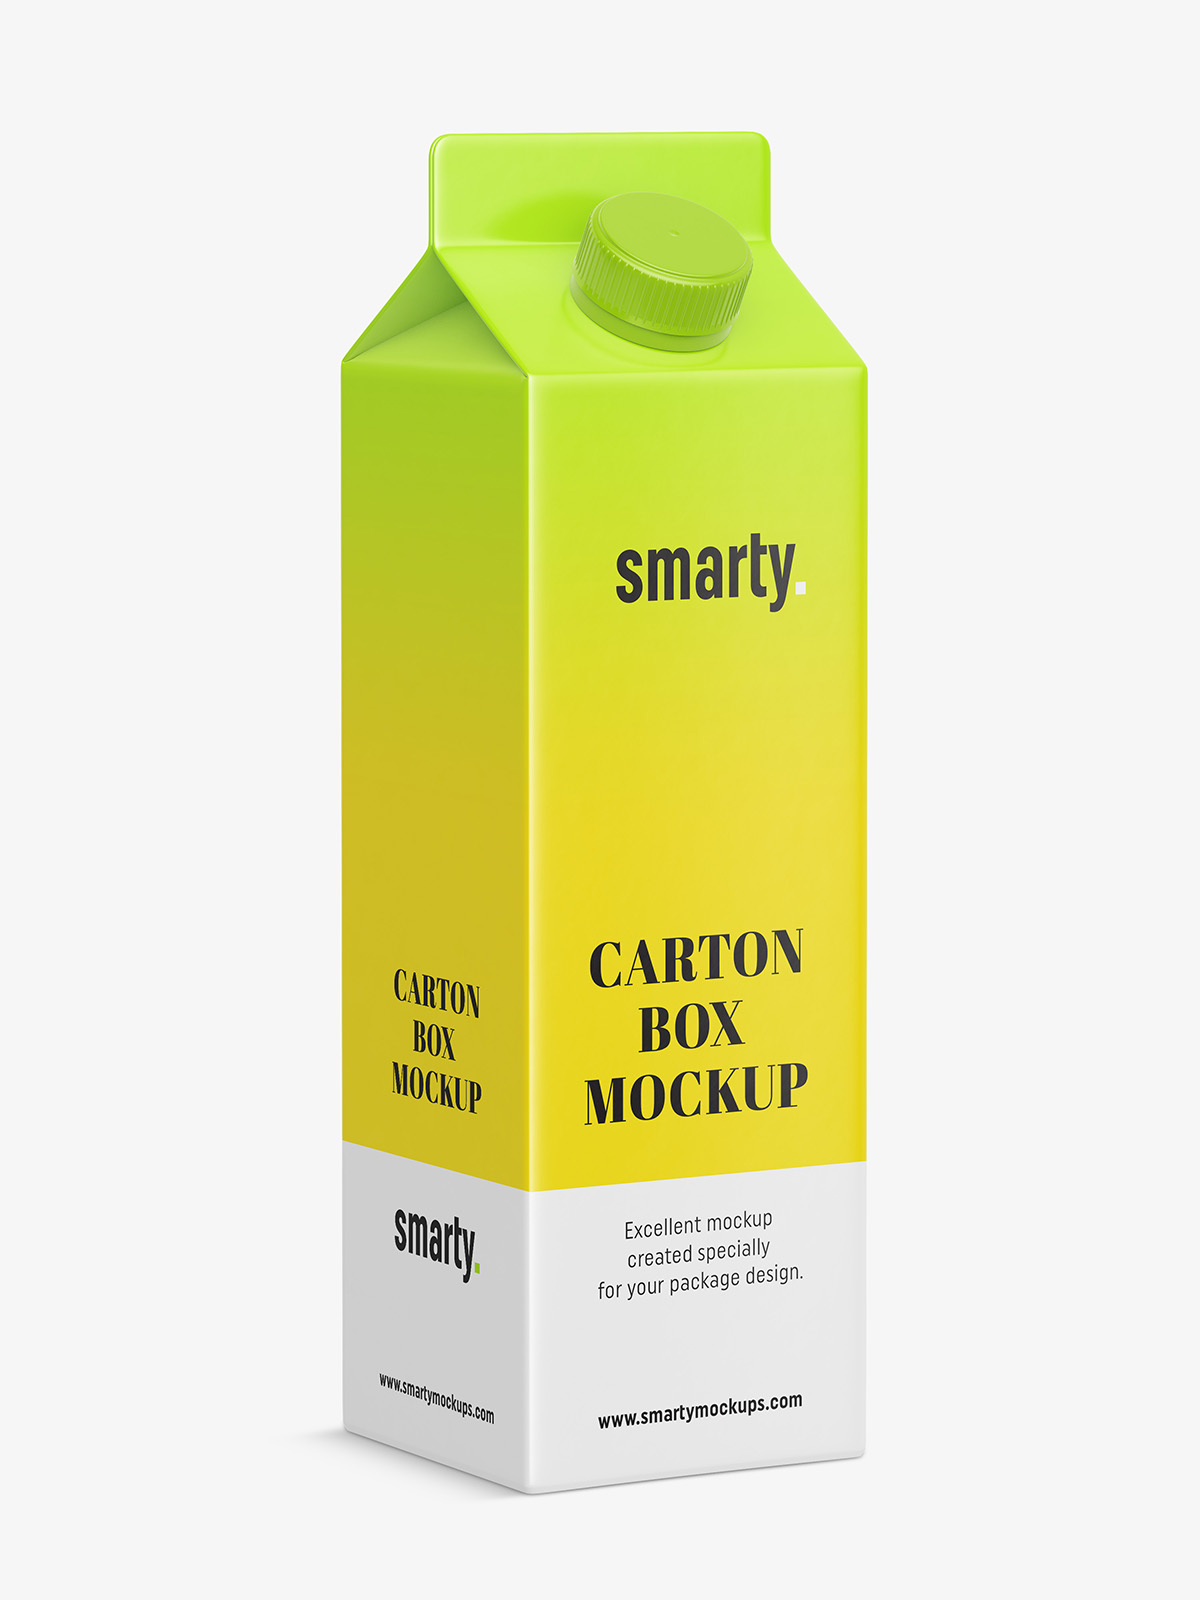 smarty.
CARTON
BOX
MOCKUP
Excellent mockup
created specially
for your package design.
www.smartymockups.com
CARTON
BOX
MOCKUP
smarty.
www.smartymockups.com